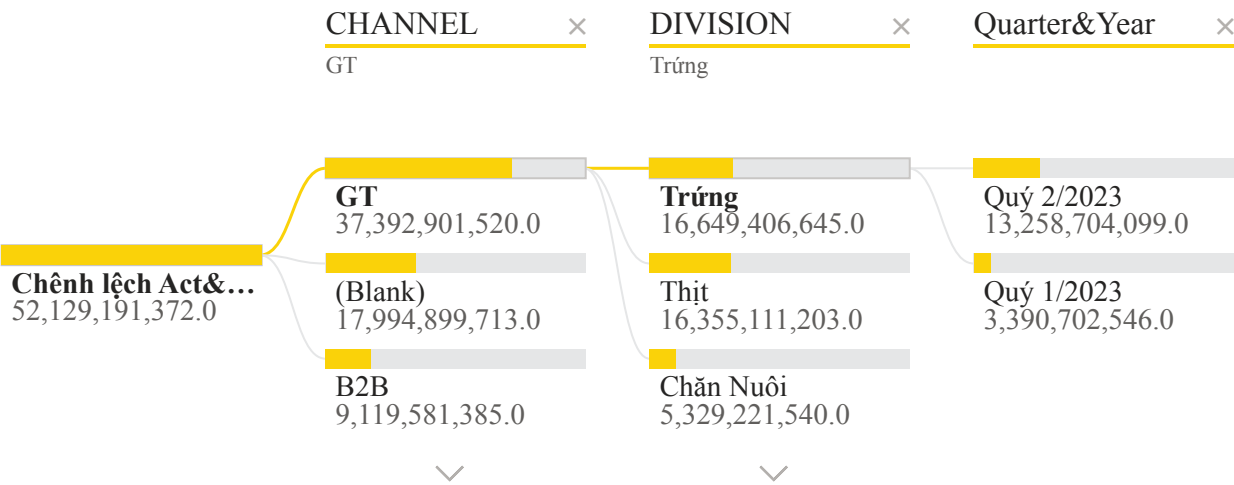 CHANNEL
GT
DIVISION
Trứng
Quarter&Year
Chênh lệch Act&…
52,129,191,372.0
GT
37,392,901,520.0
(Blank)
17,994,899,713.0
B2B
9,119,581,385.0
Trứng
16,649,406,645.0
Thịt
16,355,111,203.0
Chăn Nuôi
5,329,221,540.0
Quý 2/2023
13,258,704,099.0
Quý 1/2023
3,390,702,546.0